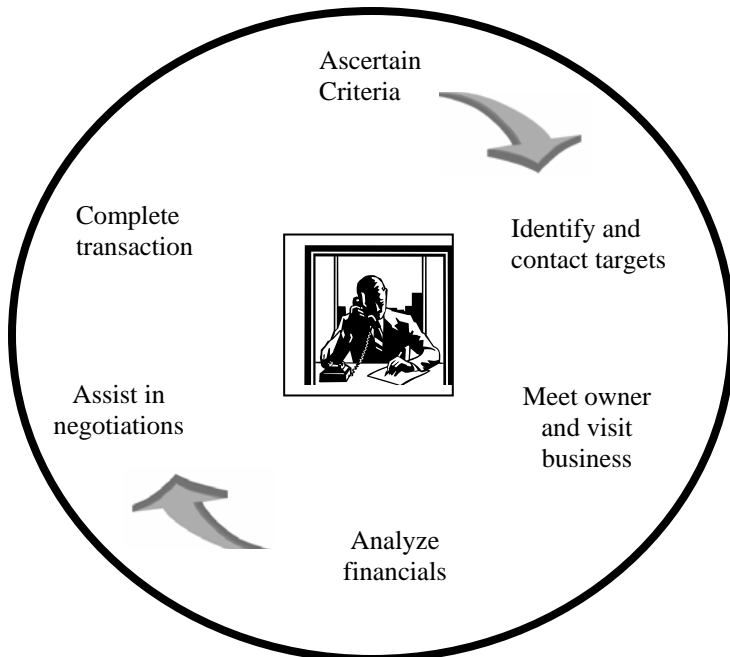 Ascertain
Criteria
Identify and
contact targets
Meet owner
and visit
business
Analyze
financials
Assist in
negotiations
Complete
transaction